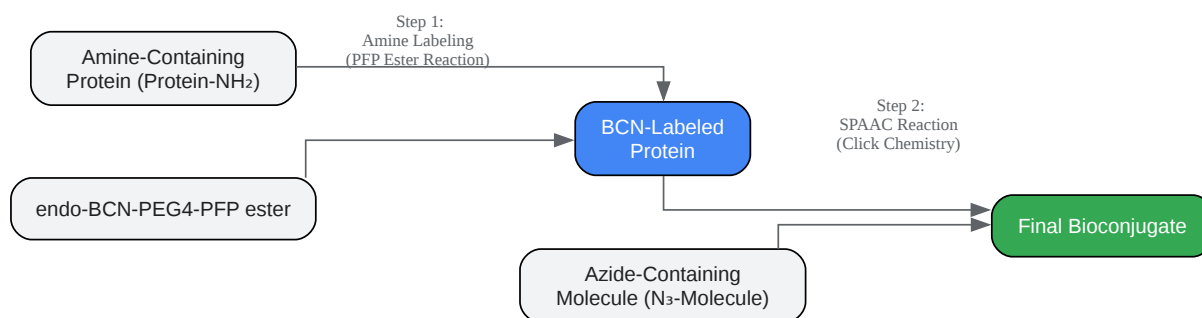 Step 1:
Amine Labeling
(PFP Ester Reaction)
Amine-Containing
Protein (Protein-NH₂)
Step 2:
SPAAC Reaction
(Click Chemistry)
BCN-Labeled
Protein
endo-BCN-PEG4-PFP ester
Final Bioconjugate
Azide-Containing
Molecule (N₃-Molecule)